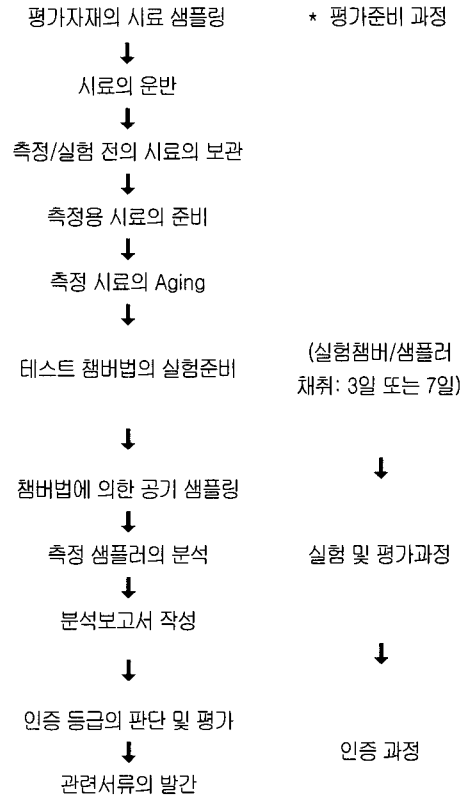 평가자재의 시료 샘플링
* 평가준비 과정
시료의 운반
측정/실험 전의 시료의 보관
측정용 시료의 준비
측정 시료의 Aging
테스트 챔버법의 실험준비
(실험챔버/샘플러
채취: 3일 또는 7일)
챔버법에 의한 공기 샘플링
측정 샘플러의 분석
실험 및 평가과정
분석보고서 작성
인증 등급의 판단 및 평가
인증 과정
관련서류의 발간